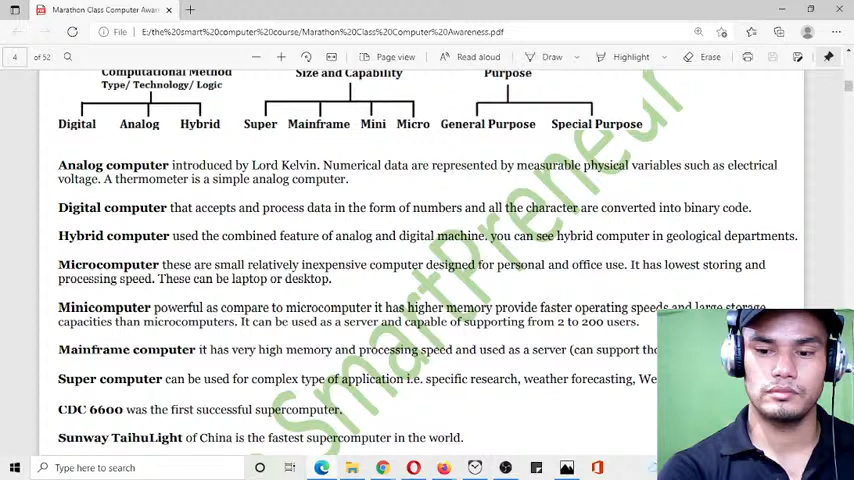 Marathon Class Computer Awar
File
E:/the%20smart%20computer%20course/Marathon%20Class%20Computer%20Awareness.pdf
4 of 52
Page view
Read aloud
Draw
Highlight
Erase
Computational Method
Type/ Technology/ Logic
Size and Capability
Purpose
Digital Analog Hybrid Super Mainframe Mini Micro General Purpose Special Purpose
Analog computer introduced by Lord Kelvin. Numerical data are represented by measurable physical variables such as electrical
voltage. A thermometer is a simple analog computer.
Digital computer that accepts and process data in the form of numbers and all the character are converted into binary code.
Hybrid computer used the combined feature of analog and digital machine. you can see hybrid computer in geological departments.
Microcomputer these are small relatively inexpensive computer designed for personal and office use. It has lowest storing and
processing speed. These can be laptop or desktop.
Minicomputer powerful as compare to microcomputer it has higher memory provide faster operating speeds and large storage
capacities than microcomputers. It can be used as a server and capable of supporting from 2 to 200 users.
Mainframe computer it has very high memory and processing speed and used as a server (can support tho
Super computer can be used for complex type of application i.e. specific research, weather forecasting, We
CDC 6600 was the first successful supercomputer.
Sunway TaihuLight of China is the fastest supercomputer in the world.
SmartPreneur
Type here to search